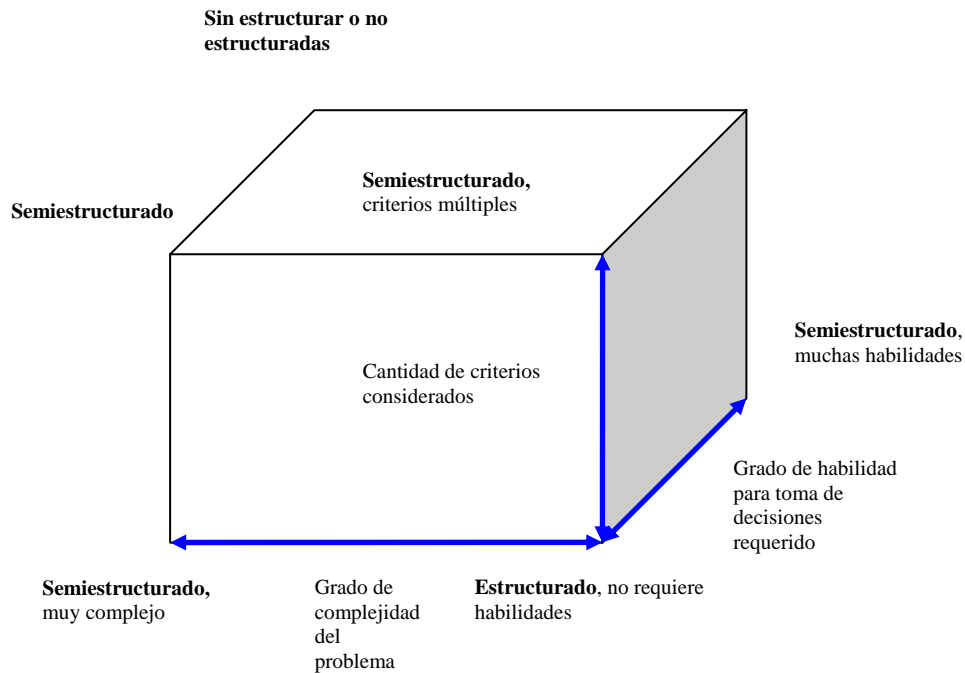 Sin estructurar o no
estructuradas
Semiestructurado,
criterios múltiples
Semiestructurado
Semiestructurado,
muchas habilidades
Cantidad de criterios
considerados
Grado de habilidad
para toma de
decisiones
requerido
Semiestructurado,
muy complejo
Grado de
complejidad
del
problema
Estructurado, no requiere
habilidades